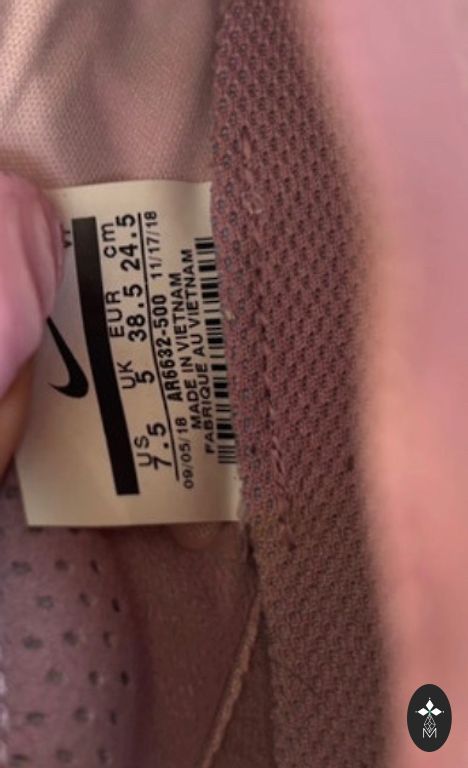 US UK EUR cm
7.5 5 38.5 24.5
09/05/18 AR6632-500 11/17/18
MADE IN VIETNAM
FABRIQUE AU VIETNAM
M